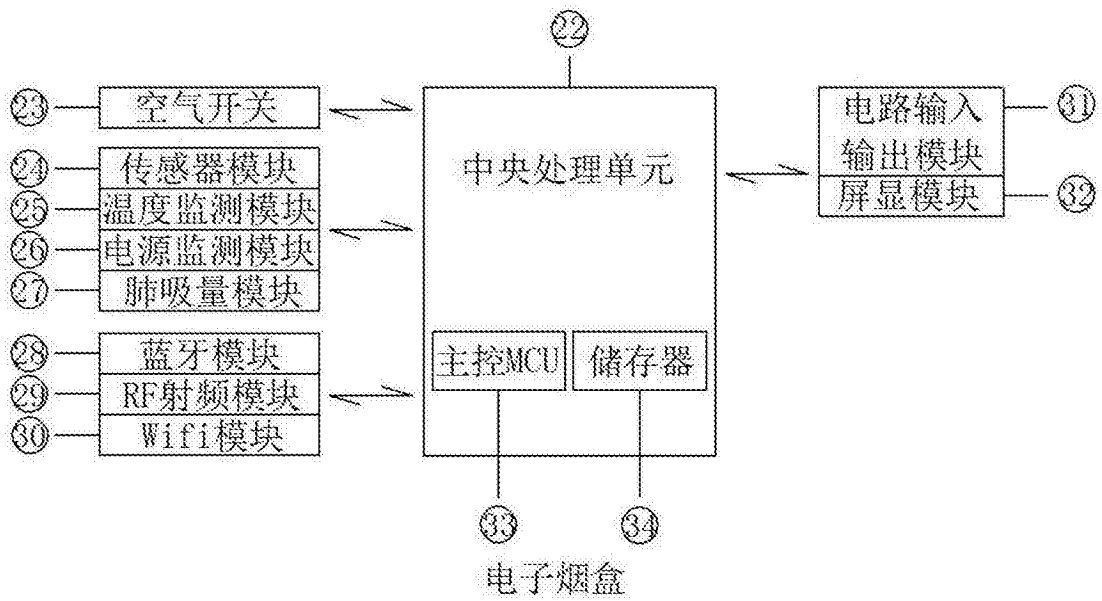 ㉒
㉓ 空气开关
㉔ 传感器模块
㉕ 温度监测模块
㉖ 电源监测模块
㉗ 肺吸量模块
㉘ 蓝牙模块
㉙ RF射频模块
㉚ Wifi模块
中央处理单元
主控MCU
储存器
㉝
㉞
电路输入 ㉛
输出模块
屏显模块 ㉜
电子烟盒